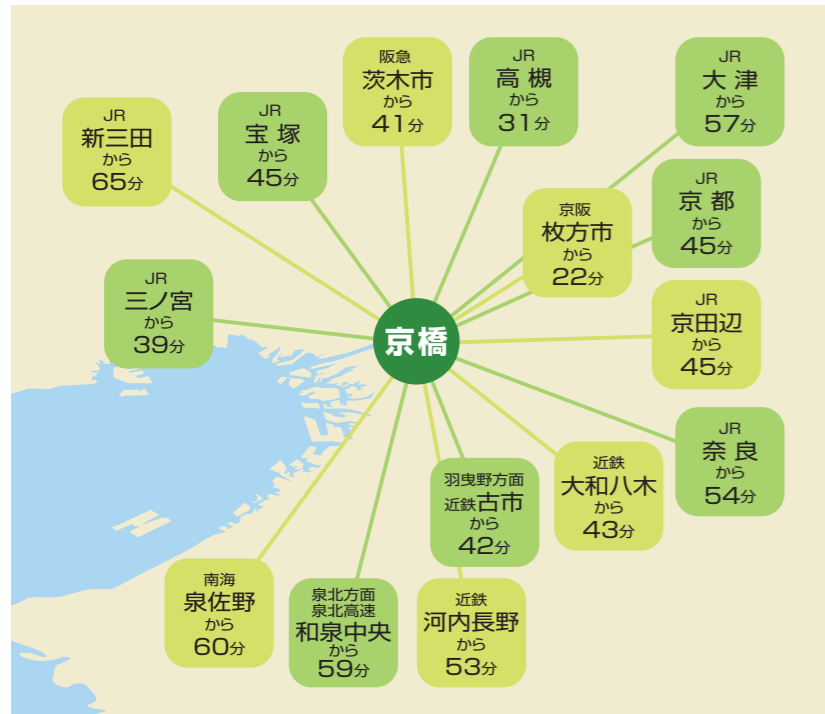 阪急
茨木市
から
41分
JR
高槻
から
31分
JR
大津
から
57分
JR
新三田
から
65分
JR
宝塚
から
45分
京阪
枚方市
から
22分
JR
京都
から
45分
JR
三ノ宮
から
39分
京橋
JR
京田辺
から
45分
羽曳野方面
近鉄古市
から
42分
近鉄
大和八木
から
43分
JR
奈良
から
54分
南海
泉佐野
から
60分
泉北方面
泉北高速
和泉中央
から
59分
近鉄
河内長野
から
53分